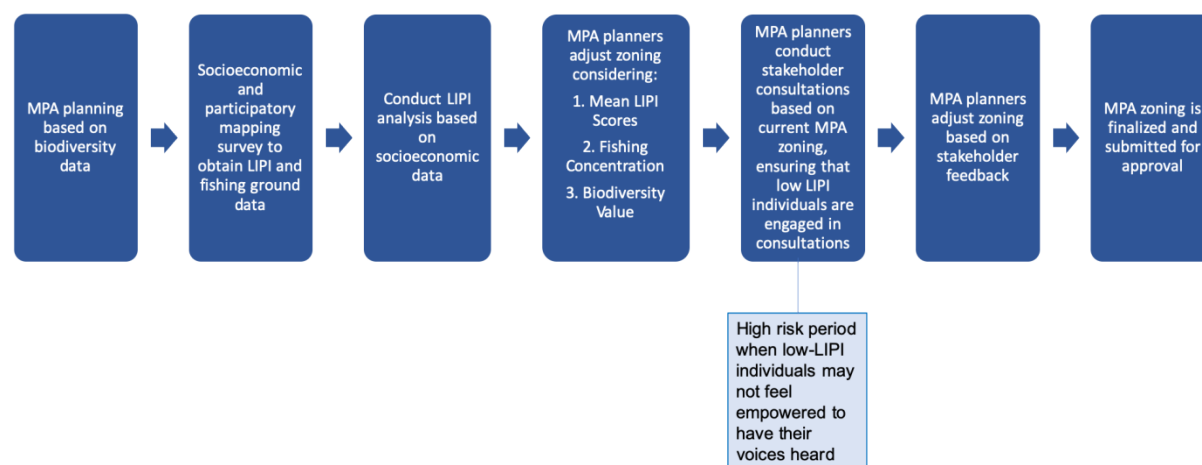 MPA planning
based on
biodiversity
data
Socioeconomic
and
participatory
mapping
survey to
obtain LIPI and
fishing ground
data
Conduct LIPI
analysis based
on
socioeconomic
data
MPA planners
adjust zoning
considering:
1. Mean LIPI
Scores
2. Fishing
Concentration
3. Biodiversity
Value
MPA planners
conduct
stakeholder
consultations
based on
current MPA
zoning,
ensuring that
low LIPI
individuals are
engaged in
consultations
High risk period
when low-LIPI
individuals may
not feel
empowered to
have their
voices heard
MPA planners
adjust zoning
based on
stakeholder
feedback
MPA zoning is
finalized and
submitted for
approval